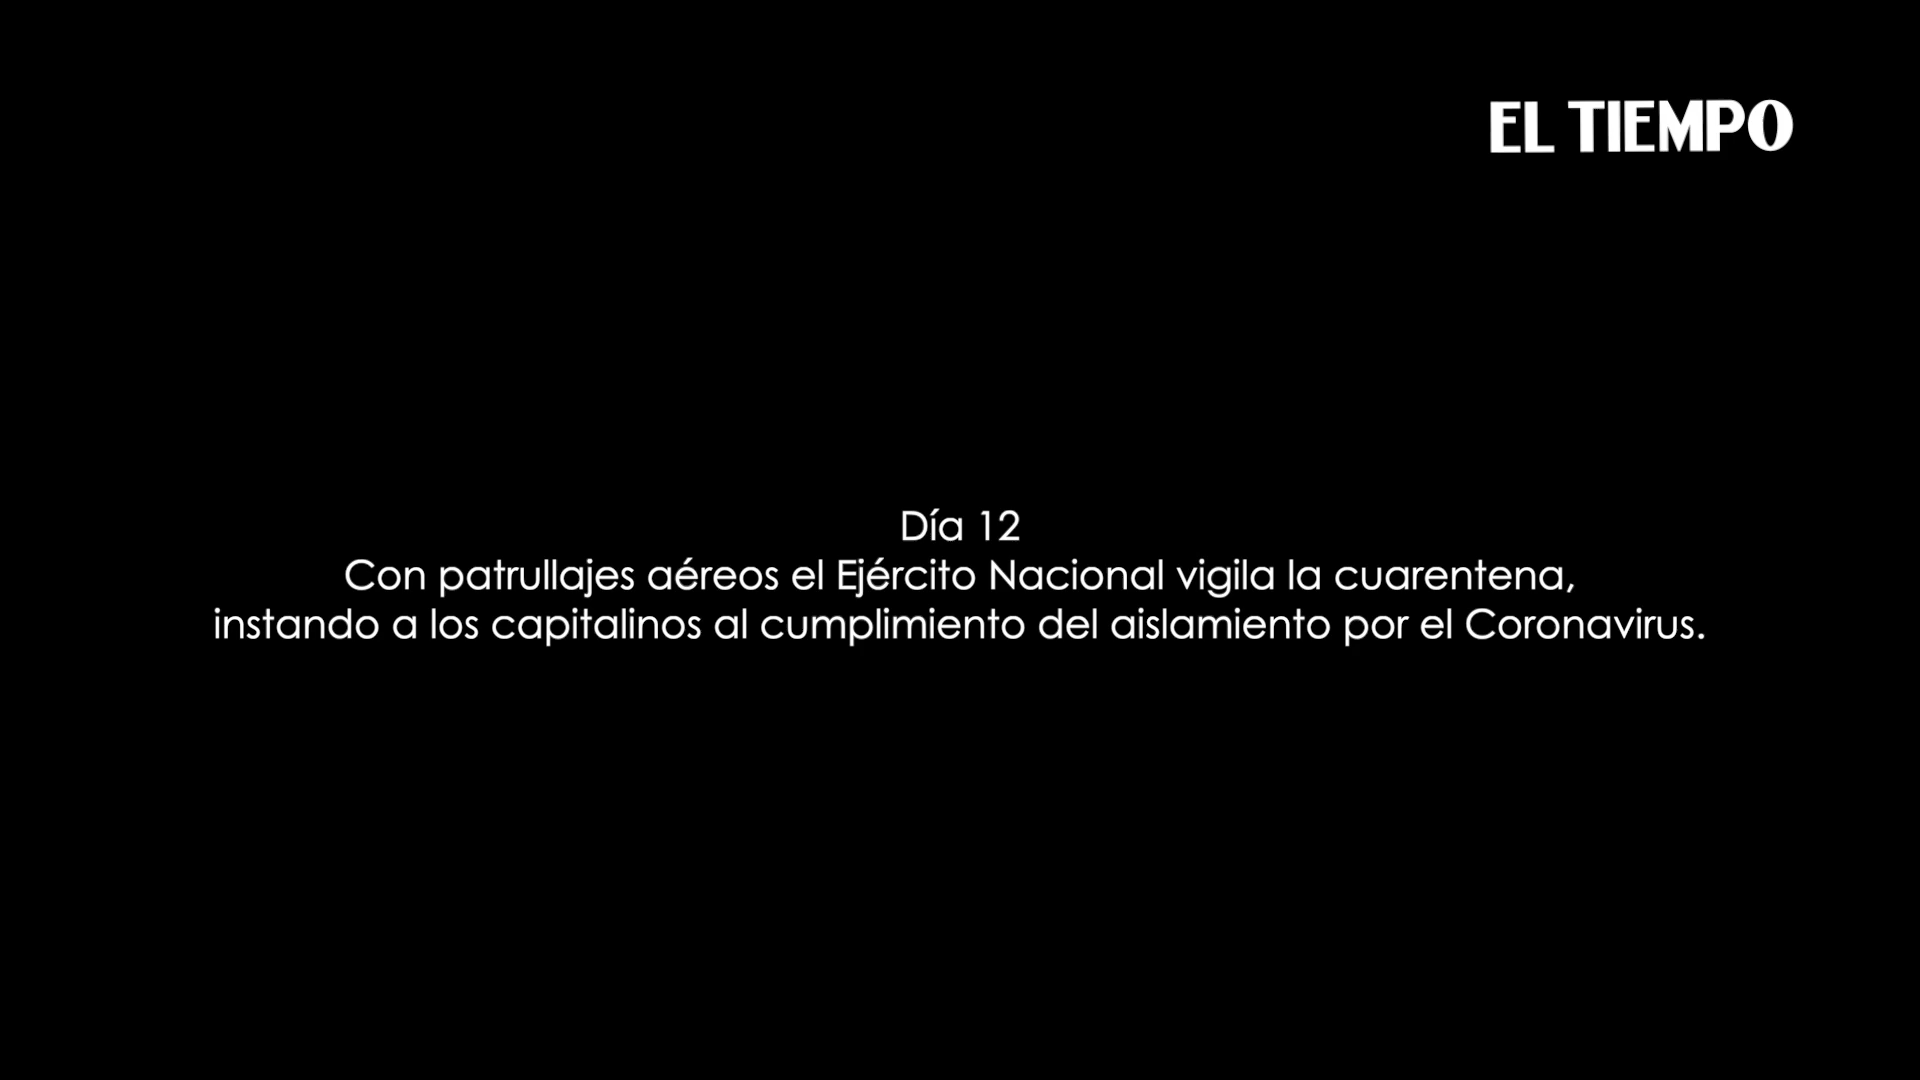 EL TIEMPO
Día 12
Con patrullajes aéreos el Ejército Nacional vigila la cuarentena,
instando a los capitalinos al cumplimiento del aislamiento por el Coronavirus.